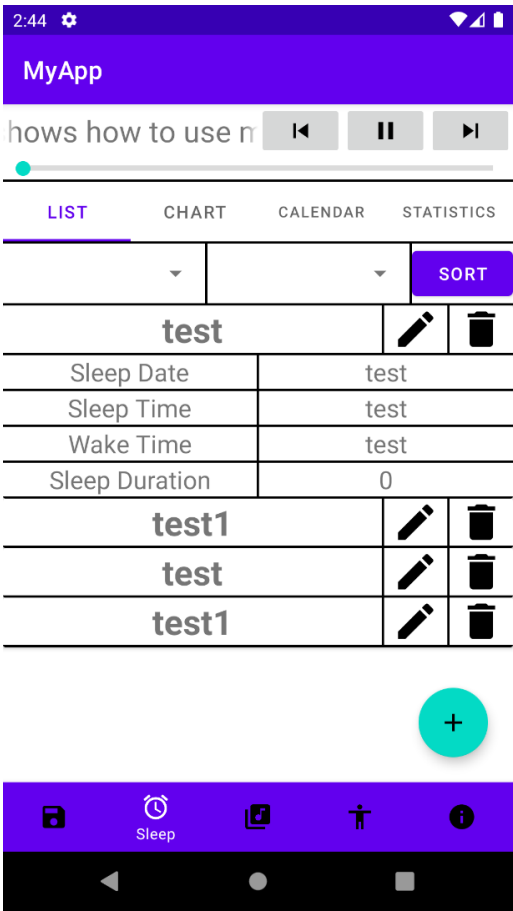 2:44
MyApp
hows how to use m
LIST CHART CALENDAR STATISTICS
SORT
test
Sleep Date test
Sleep Time test
Wake Time test
Sleep Duration 0
test1
test
test1
Sleep